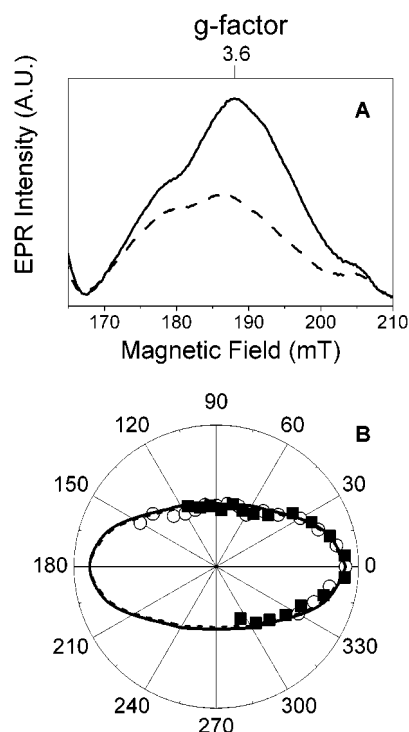 g-factor
3.6
A
EPR Intensity (A.U.)
170 180 190 200 210
Magnetic Field (mT)
B
90
120 60
150 30
180 0
210 330
240 300
270